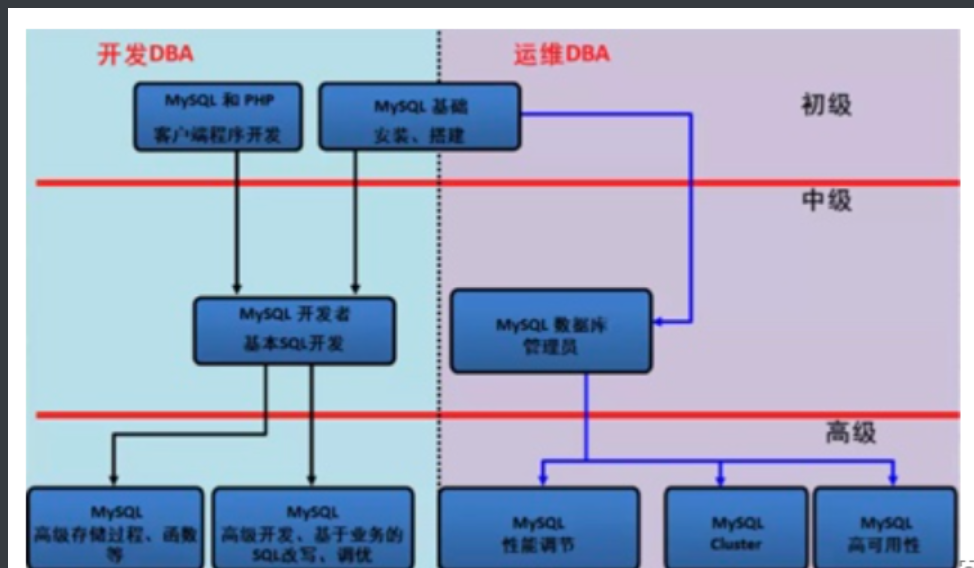 开发DBA
运维DBA
MySQL 和 PHP
客户端程序开发
MySQL 基础
安装、搭建
初级
中级
MySQL 开发者
基本SQL开发
MySQL 数据库
管理员
高级
MySQL
高级存储过程、函数
等
MySQL
高级开发、基于业务的
SQL改写、调优
MySQL
性能调节
MySQL
Cluster
MySQL
高可用性